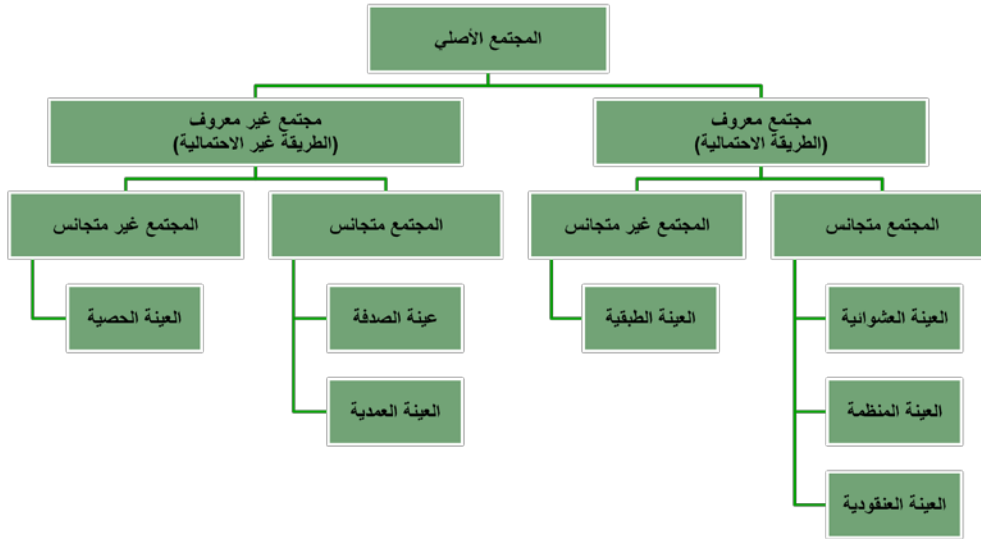 المجتمع الأصلي
مجتمع معروف
(الطريقة الاحتمالية)
مجتمع غير معروف
(الطريقة غير الاحتمالية)
المجتمع متجانس
المجتمع غير متجانس
المجتمع متجانس
المجتمع غير متجانس
العينة العشوائية
العينة الطبقية
عينة الصدفة
العينة الحصية
العينة المنظمة
العينة العمدية
العينة العنقودية